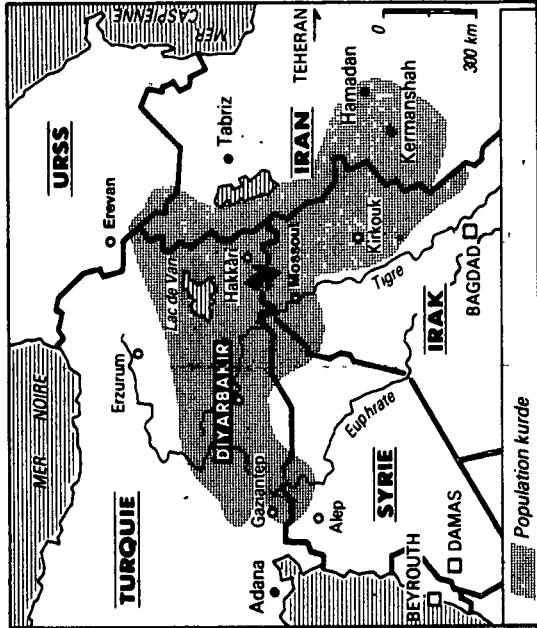 MER NOIRE
MER
CASPIENNE
URSS
TURQUIE
Erzurum
Erevan
Lac de Van
Tabriz
TEHERAN
DIYARBAKIR
Hakkari
IRAN
Adana
Gaziantep
Mossoul
Hamadan
Alep
Kirkouk
Kermanshah
Euphrate
Tigre
SYRIE
IRAK
BAGDAD
BEYROUTH
DAMAS
0
300 km
Population kurde